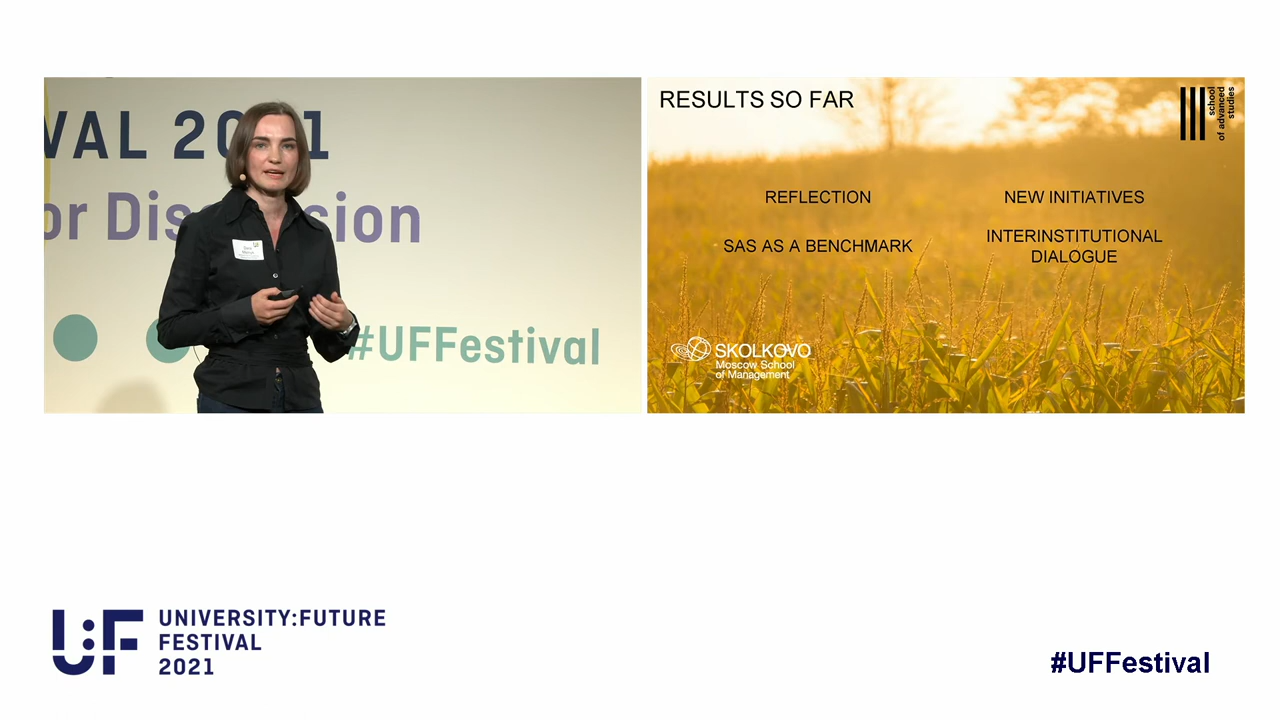 VAL 2021
or Dis sion
#UFFestival
RESULTS SO FAR
school
of advanced
studies
REFLECTION
NEW INITIATIVES
SAS AS A BENCHMARK
INTERINSTITUTIONAL
DIALOGUE
SKOLKOVO
Moscow School
of Management
U:F
UNIVERSITY:FUTURE
FESTIVAL
2021
#UFFestival